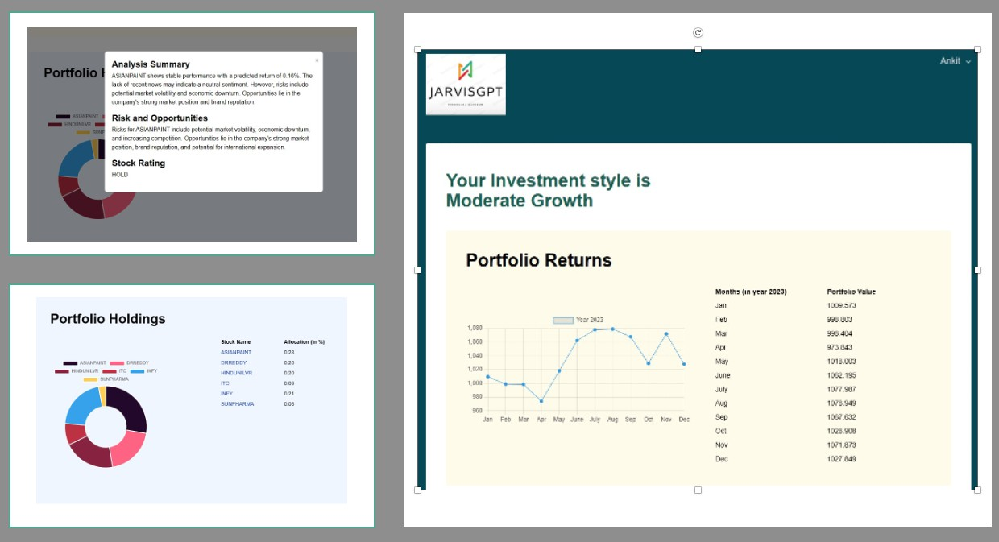 Portfolio H
ASIANPAINT
HINDUNILVR
SUNP
×
Analysis Summary
ASIANPAINT shows stable performance with a predicted return of 0.16%. The
lack of recent news may indicate a neutral sentiment. However, risks include
potential market volatility and economic downturn. Opportunities lie in the
company's strong market position and brand reputation.
Risk and Opportunities
Risks for ASIANPAINT include potential market volatility, economic downturn,
and increasing competition. Opportunities lie in the company's strong market
position, brand reputation, and potential for international expansion.
Stock Rating
HOLD
Portfolio Holdings
ASIANPAINT DRREDDY
HINDUNILVR ITC INFY
SUNPHARMA
Stock Name Allocation (in %)
ASIANPAINT 0.28
DRREDDY 0.20
HINDUNILVR 0.20
ITC 0.09
INFY 0.21
SUNPHARMA 0.03
JARVISGPT
Ankit
Your Investment style is
Moderate Growth
Portfolio Returns
Year 2023
1,080
1,060
1,040
1,020
1,000
980
960
Jan Feb Mar Apr May June July Aug Sep Oct Nov Dec
Months (in year 2023) Portfolio Value
Jan 1009.573
Feb 998.803
Mar 998.404
Apr 973.843
May 1018.003
June 1062.195
July 1077.987
Aug 1078.949
Sep 1067.632
Oct 1028.908
Nov 1071.873
Dec 1027.849